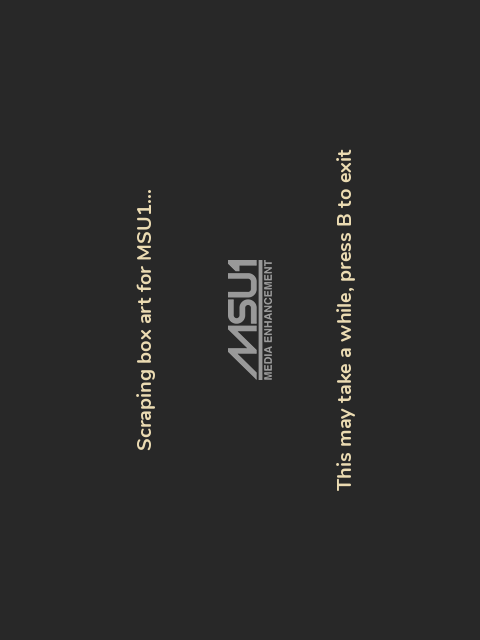 Scraping box art for MSU1...
MSU1
MEDIA ENHANCEMENT
This may take a while, press B to exit